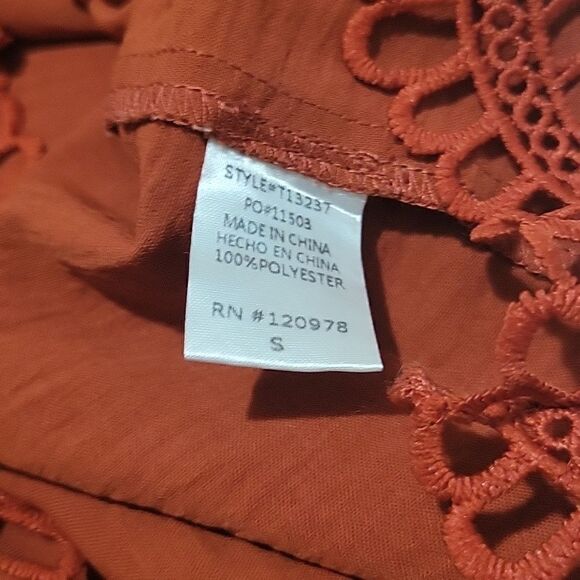 STYLE#T13237
PO#11503
MADE IN CHINA
HECHO EN CHINA
100%POLYESTER
RN #120978
S